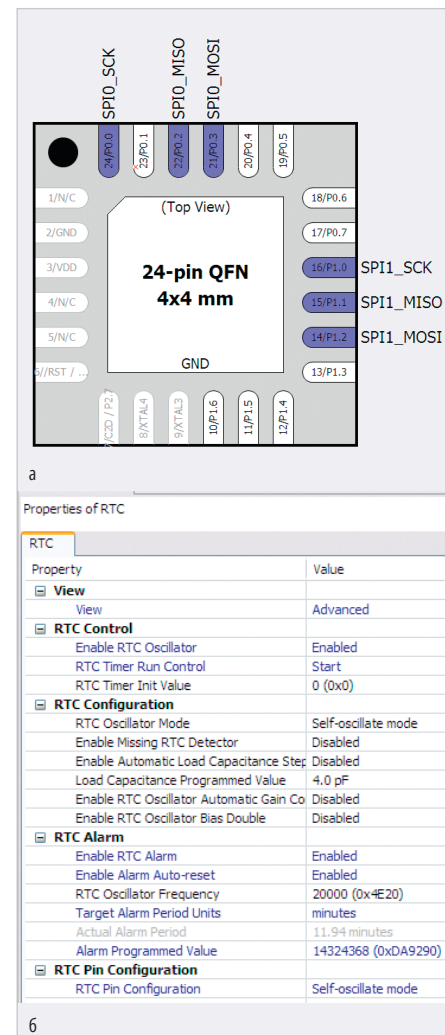 SPI0_SCK
SPI0_MISO
SPI0_MOSI
24/P0.0
23/P0.1
22/P0.2
21/P0.3
20/P0.4
19/P0.5
1/N/C
2/GND
3/VDD
4/N/C
5/N/C
6//RST / ...
(Top View)
24-pin QFN
4x4 mm
GND
18/P0.6
17/P0.7
16/P1.0 SPI1_SCK
15/P1.1 SPI1_MISO
14/P1.2 SPI1_MOSI
13/P1.3
7/C2D / P2.7
8/XTAL4
9/XTAL3
10/P1.6
11/P1.5
12/P1.4
а
Properties of RTC
RTC
Property Value
View
View Advanced
RTC Control
Enable RTC Oscillator Enabled
RTC Timer Run Control Start
RTC Timer Init Value 0 (0x0)
RTC Configuration
RTC Oscillator Mode Self-oscillate mode
Enable Missing RTC Detector Disabled
Enable Automatic Load Capacitance Step Disabled
Load Capacitance Programmed Value 4.0 pF
Enable RTC Oscillator Automatic Gain Co Disabled
Enable RTC Oscillator Bias Double Disabled
RTC Alarm
Enable RTC Alarm Enabled
Enable Alarm Auto-reset Enabled
RTC Oscillator Frequency 20000 (0x4E20)
Target Alarm Period Units minutes
Actual Alarm Period 11.94 minutes
Alarm Programmed Value 14324368 (0xDA9290)
RTC Pin Configuration
RTC Pin Configuration Self-oscillate mode
б